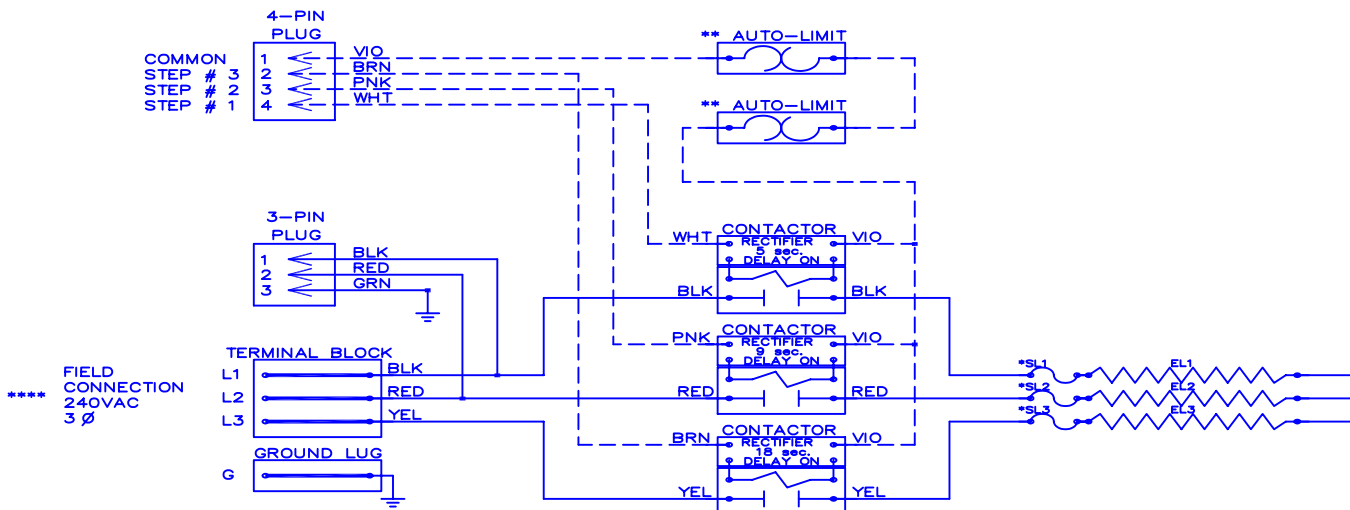 4-PIN
PLUG
COMMON 1 VIO
STEP # 3 2 BRN
STEP # 2 3 PNK
STEP # 1 4 WHT
** AUTO-LIMIT
** AUTO-LIMIT
3-PIN
PLUG
1 BLK
2 RED
3 GRN
CONTACTOR
WHT RECTIFIER VIO
5 sec.
DELAY ON
BLK BLK
CONTACTOR
PNK RECTIFIER VIO
9 sec.
DELAY ON
RED RED
CONTACTOR
BRN RECTIFIER VIO
18 sec.
DELAY ON
YEL YEL
TERMINAL BLOCK
L1 BLK
L2 RED
L3 YEL
**** FIELD
CONNECTION
240VAC
3 Ø
GROUND LUG
G
*SL1 EL1
*SL2 EL2
*SL3 EL3